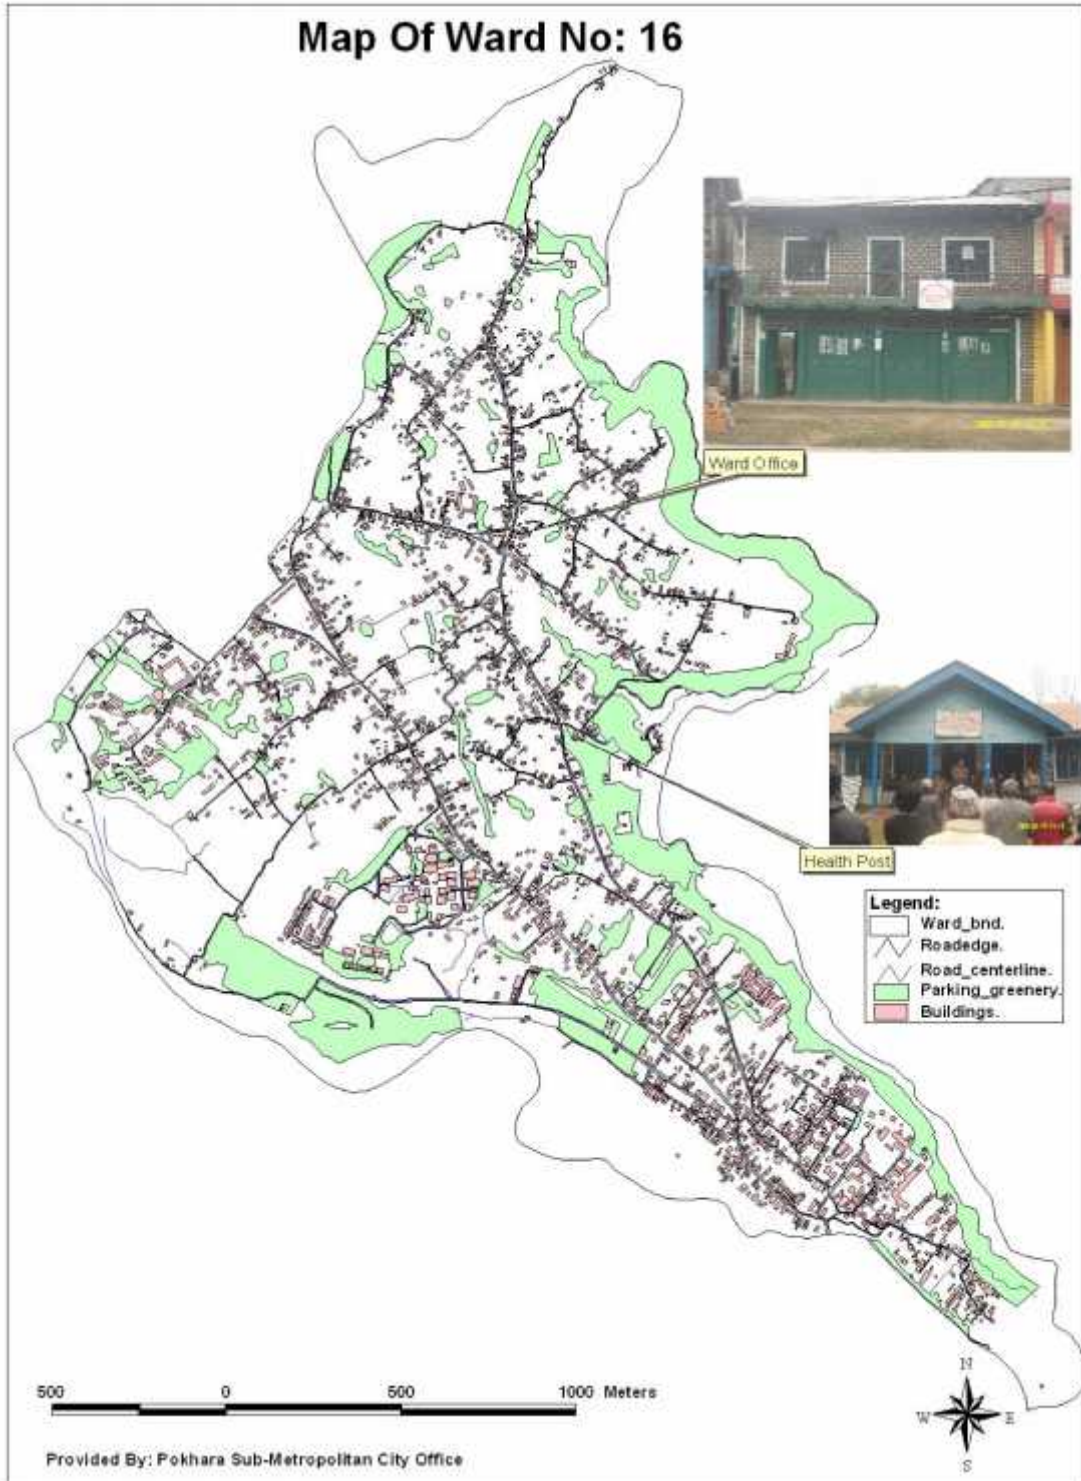 Map Of Ward No: 16
Ward Office
Health Post
Legend:
Ward_bnd.
Roadedge.
Road_centerline.
Parking_greenery.
Buildings.
N
W E
S
500 0 500 1000 Meters
Provided By: Pokhara Sub-Metropolitan City Office